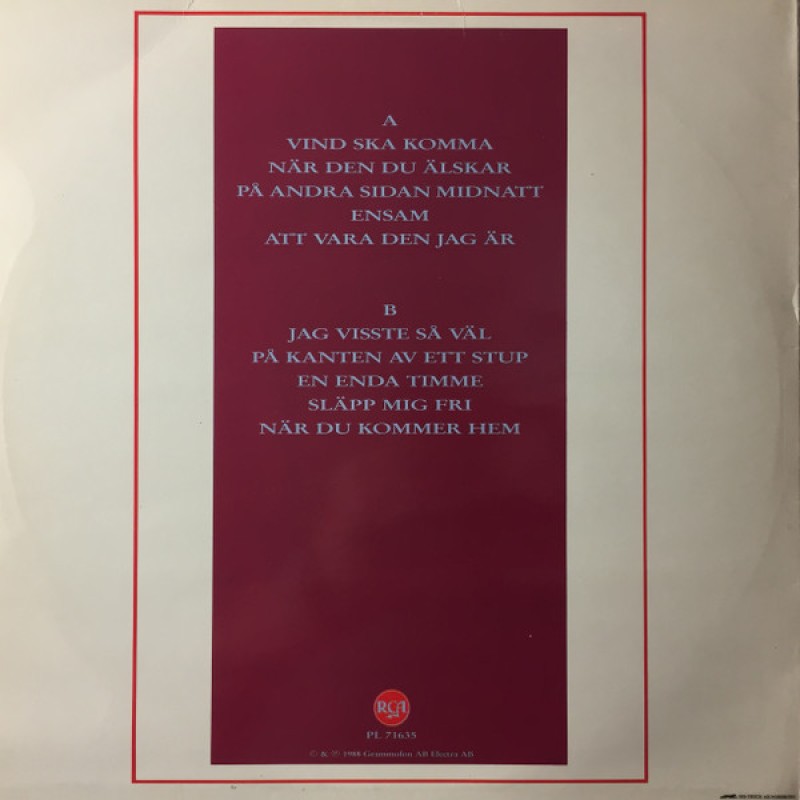 A
VIND SKA KOMMA
NÄR DEN DU ÄLSKAR
PÅ ANDRA SIDAN MIDNATT
ENSAM
ATT VARA DEN JAG ÄR
B
JAG VISSTE SÅ VÄL
PÅ KANTEN AV ETT STUP
EN ENDA TIMME
SLÄPP MIG FRI
NÄR DU KOMMER HEM
RCA
PL 71635
© & ℗ 1988 Grammofon AB Electra AB